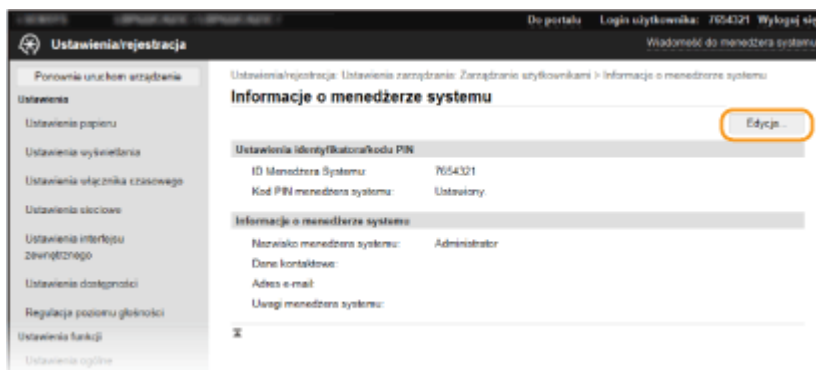 Do portalu Login użytkownika: 7654321 Wyloguj się
Ustawienia/rejestracja
Wiadomość do menedżera systemu
Ponownie uruchom urządzenie
Ustawienia/rejestracja: Ustawienia zarządzania: Zarządzanie użytkownikami > Informacje o menedżerze systemu
Informacje o menedżerze systemu
Edycja...
Ustawienia
Ustawienia papieru
Ustawienia wyświetlania
Ustawienia włącznika czasowego
Ustawienia sieciowe
Ustawienia interfejsu
zewnętrznego
Ustawienia dostępności
Regulacja poziomu głośności
Ustawienia funkcji
Ustawienia ogólne
Ustawienia identyfikatora/kodu PIN
ID Menedżera Systemu: 7654321
Kod PIN menedżera systemu: Ustawiony.
Informacje o menedżerze systemu
Nazwisko menedżera systemu: Administrator
Dane kontaktowe:
Adres e-mail:
Uwagi menedżera systemu: